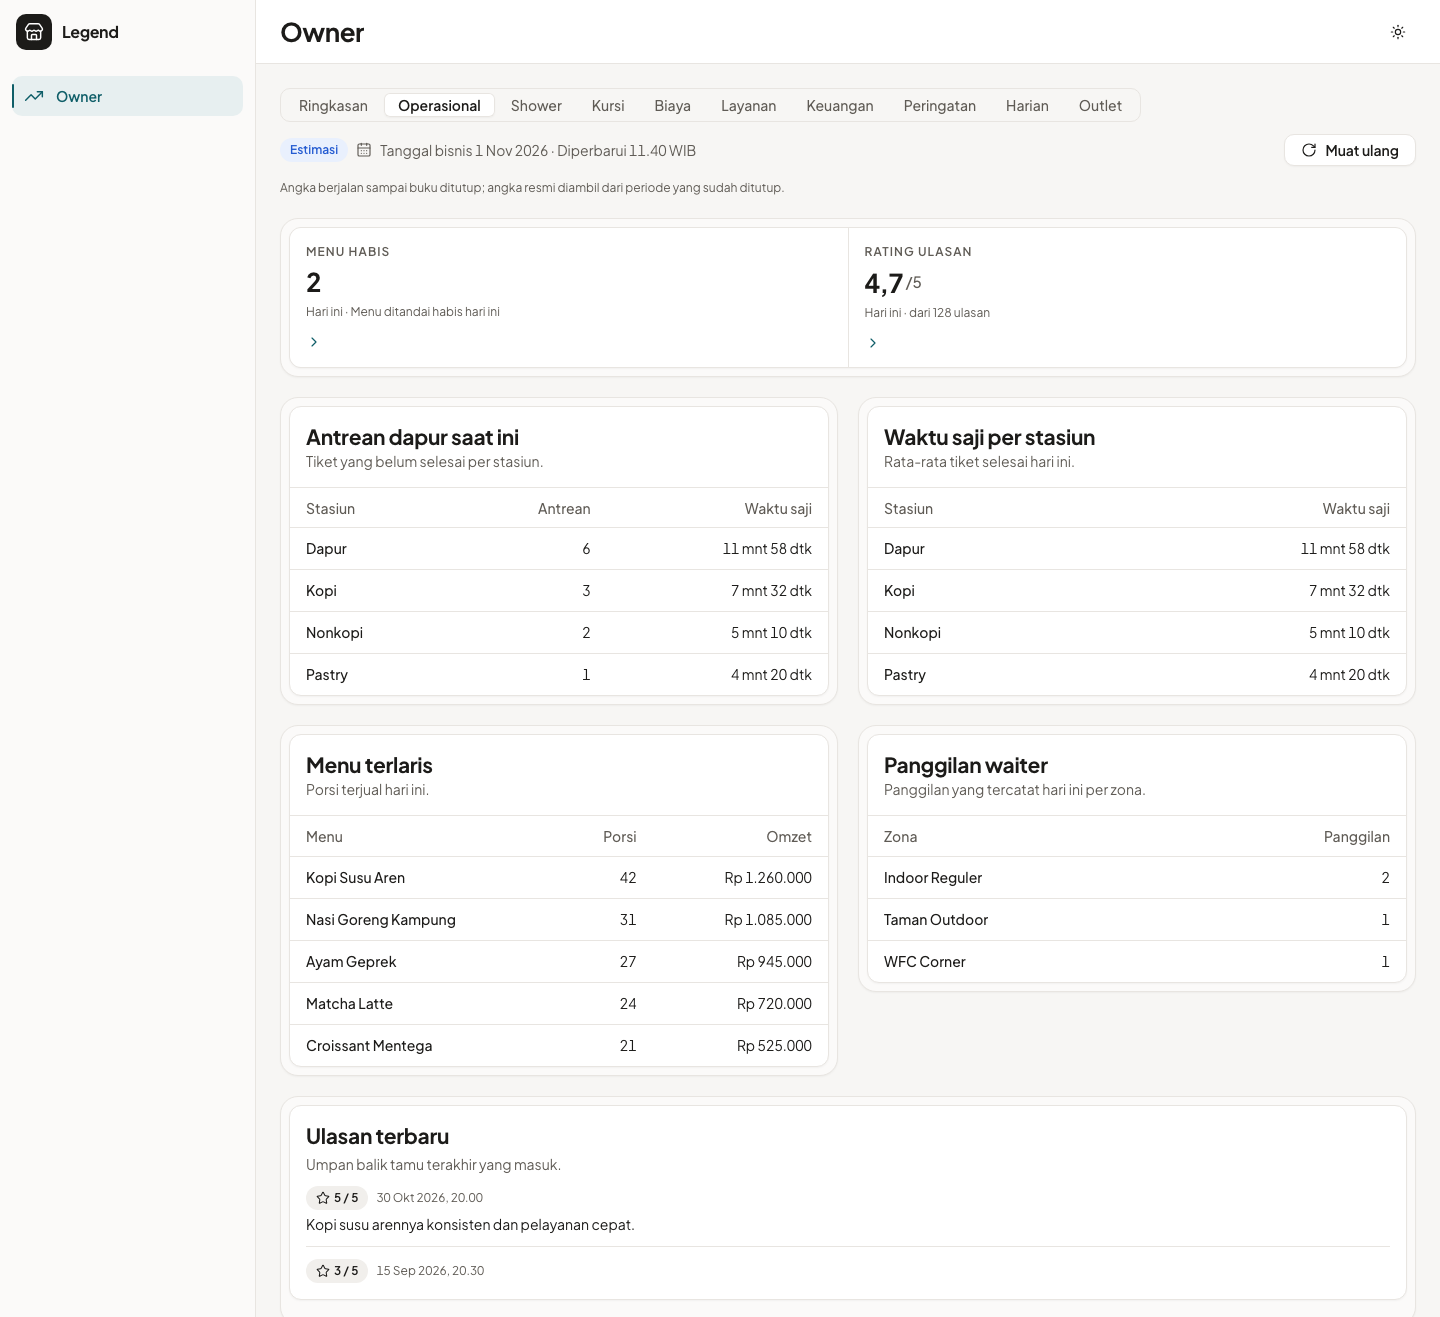 Legend
Owner
Owner
Ringkasan Operasional Shower Kursi Biaya Layanan Keuangan Peringatan Harian Outlet
Estimasi Tanggal bisnis 1 Nov 2026 · Diperbarui 11.40 WIB Muat ulang
Angka berjalan sampai buku ditutup; angka resmi diambil dari periode yang sudah ditutup.
MENU HABIS
2
Hari ini · Menu ditandai habis hari ini
RATING ULASAN
4,7 /5
Hari ini · dari 128 ulasan
Antrean dapur saat ini
Tiket yang belum selesai per stasiun.
Stasiun Antrean Waktu saji
Dapur 6 11 mnt 58 dtk
Kopi 3 7 mnt 32 dtk
Nonkopi 2 5 mnt 10 dtk
Pastry 1 4 mnt 20 dtk
Waktu saji per stasiun
Rata-rata tiket selesai hari ini.
Stasiun Waktu saji
Dapur 11 mnt 58 dtk
Kopi 7 mnt 32 dtk
Nonkopi 5 mnt 10 dtk
Pastry 4 mnt 20 dtk
Menu terlaris
Porsi terjual hari ini.
Menu Porsi Omzet
Kopi Susu Aren 42 Rp 1.260.000
Nasi Goreng Kampung 31 Rp 1.085.000
Ayam Geprek 27 Rp 945.000
Matcha Latte 24 Rp 720.000
Croissant Mentega 21 Rp 525.000
Panggilan waiter
Panggilan yang tercatat hari ini per zona.
Zona Panggilan
Indoor Reguler 2
Taman Outdoor 1
WFC Corner 1
Ulasan terbaru
Umpan balik tamu terakhir yang masuk.
5 / 5 30 Okt 2026, 20.00
Kopi susu arennya konsisten dan pelayanan cepat.
3 / 5 15 Sep 2026, 20.30